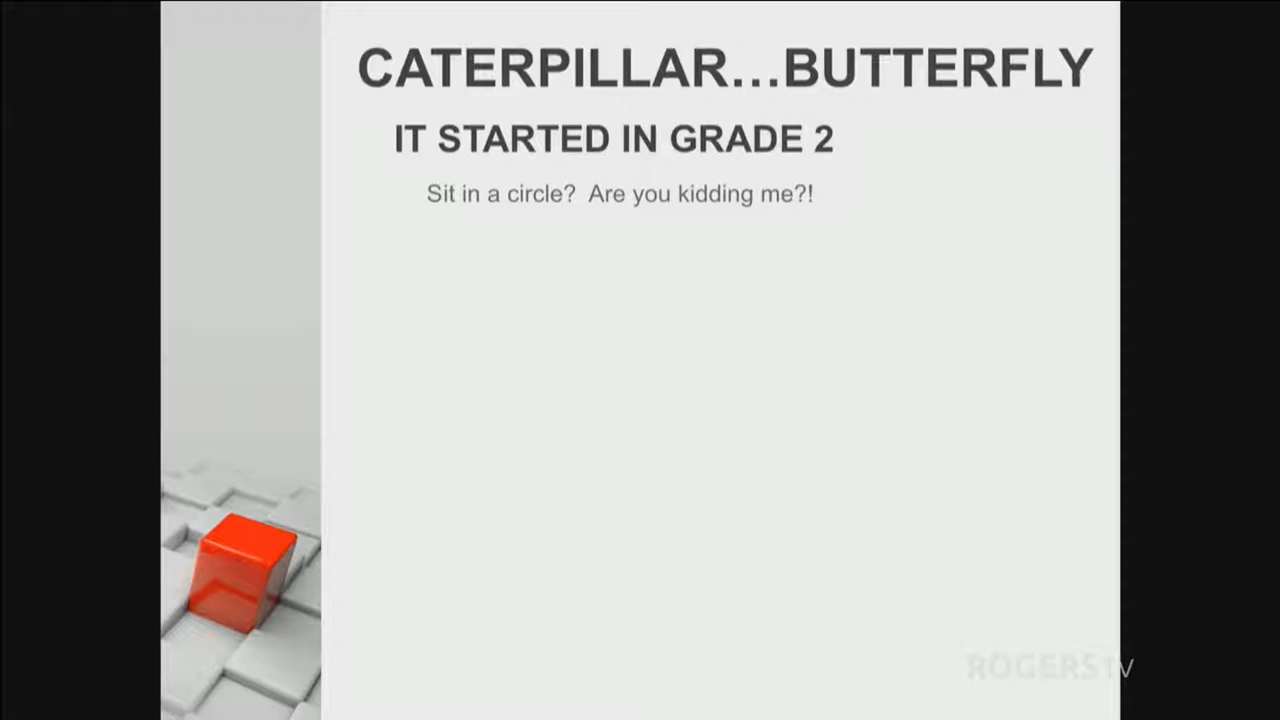 CATERPILLAR...BUTTERFLY
IT STARTED IN GRADE 2
Sit in a circle? Are you kidding me?!
ROGERS TV